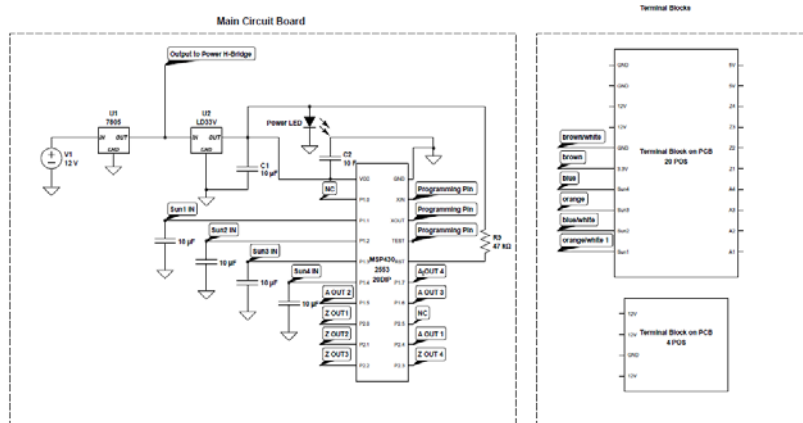 Main Circuit Board
Terminal Blocks
Output to Power H-Bridge
U1
7805
IN OUT
GND
U2
LD33V
IN OUT
GND
V1
12 V
Power LED
C1
10 µF
C2
10 F
VDD
GND
NC
P1.0
XIN
Programming Pin
Sun1 IN
P1.1
XOUT
Programming Pin
10 µF
Sun2 IN
P1.2
TEST
Programming Pin
10 µF
Sun3 IN
P1.3
RST
R9
47 kΩ
MSP430
2553
20DIP
10 µF
Sun4 IN
P1.4
P1.7
A OUT 4
10 µF
A OUT 2
P1.5
P1.6
A OUT 3
Z OUT1
P2.0
P2.5
NC
Z OUT2
P2.1
P2.4
A OUT 1
Z OUT3
P2.2
P2.3
Z OUT 4
GND
GND
12V
12V
brown/white
GND
brown
3.3V
blue
Sun4
orange
Sun3
blue/white
Sun2
orange/white 1
Sun1
5V
5V
Z4
Z3
Z2
Z1
A4
A3
A2
A1
Terminal Block on PCB
20 POS
12V
12V
GND
12V
Terminal Block on PCB
4 POS